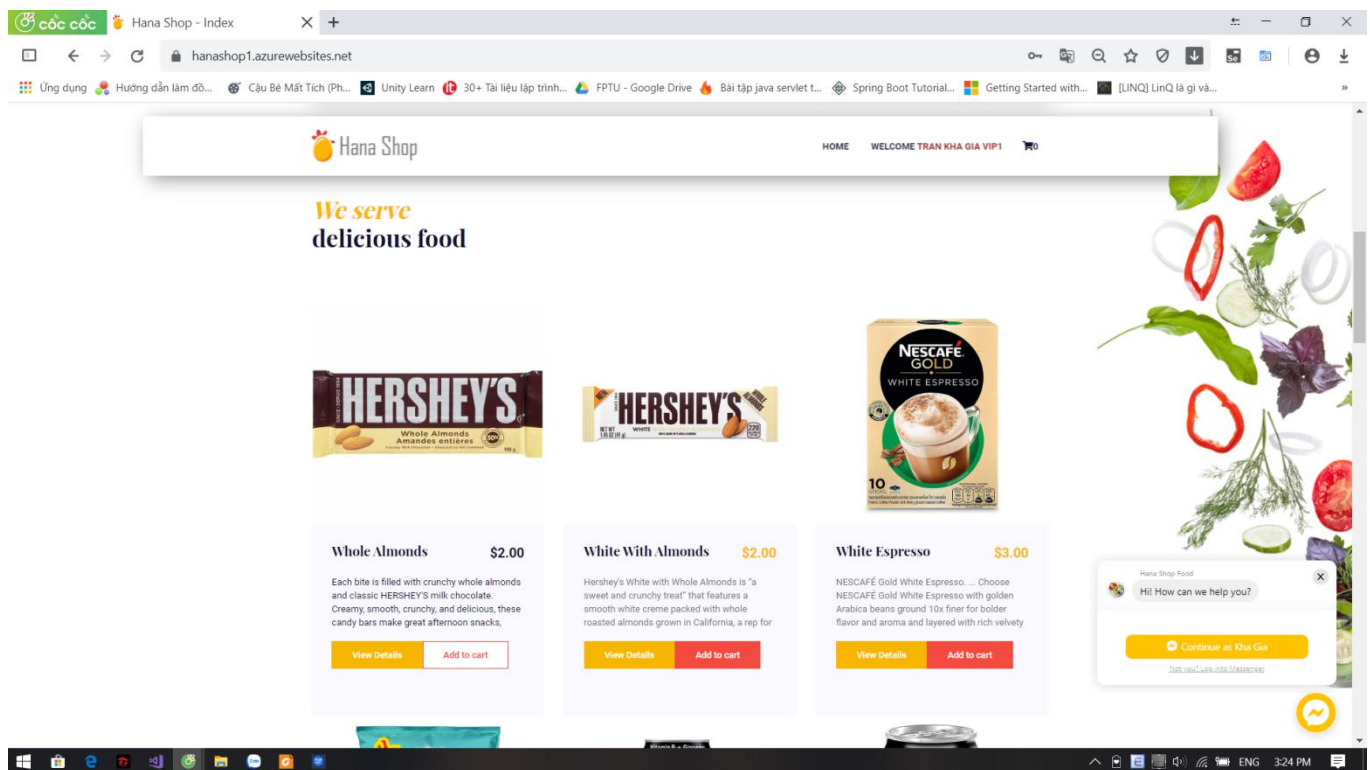 cốc cốc
Hana Shop - Index
hanashop1.azurewebsites.net
Ứng dụng
Hướng dẫn làm đồ...
Cậu Bé Mất Tích (Ph...
Unity Learn
30+ Tài liệu lập trình...
FPTU - Google Drive
Bài tập java servlet t...
Spring Boot Tutorial...
Getting Started with...
[LINQ] LinQ là gì và...
»
Hana Shop
HOME
WELCOME TRAN KHA GIA VIP1
0
We serve
delicious food
HERSHEY'S
Whole Almonds
Amandes entières
HERSHEY'S
WHITE
WHOLE ALMONDS
220
NESCAFÉ
GOLD
WHITE ESPRESSO
10
Whole Almonds $2.00
Each bite is filled with crunchy whole almonds
and classic HERSHEY'S milk chocolate.
Creamy, smooth, crunchy, and delicious, these
candy bars make great afternoon snacks,
View Details Add to cart
White With Almonds $2.00
Hershey's White with Whole Almonds is "a
sweet and crunchy treat" that features a
smooth white creme packed with whole
roasted almonds grown in California, a rep for
View Details Add to cart
White Espresso $3.00
NESCAFÉ Gold White Espresso. ... Choose
NESCAFÉ Gold White Espresso with golden
Arabica beans ground 10x finer for bolder
flavor and aroma and layered with rich velvety
View Details Add to cart
Hana Shop Food
Hi! How can we help you?
Continue as Kha Gia
Not you? Log into Messenger
Vitamin B + Ginseng
ENG 3:24 PM